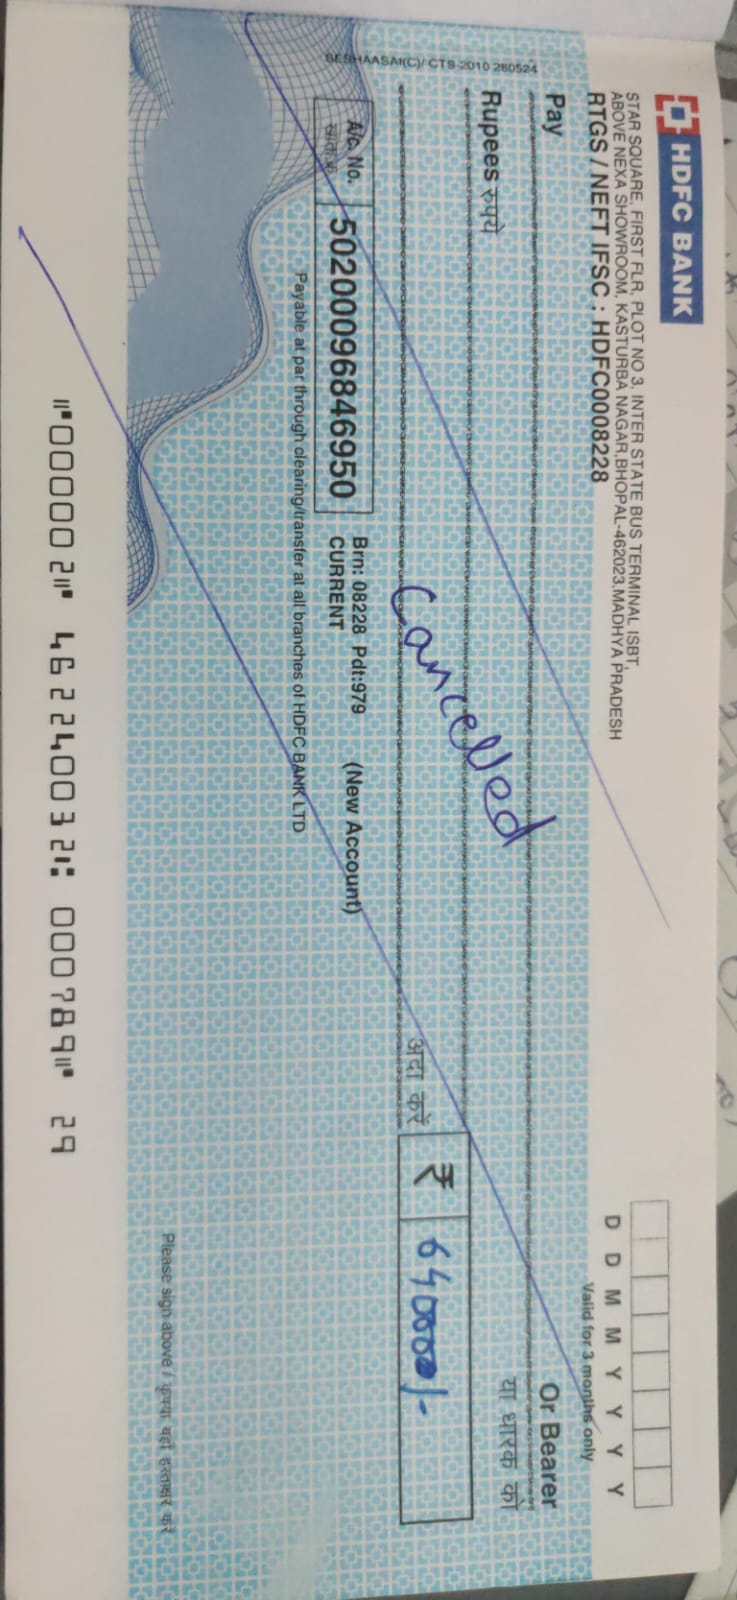 HDFC BANK
STAR SQUARE, FIRST FLR, PLOT NO 3, INTER STATE BUS TERMINAL ISBT,
ABOVE NEXA SHOWROOM, KASTURBA NAGAR,BHOPAL-462023,MADHYA PRADESH
RTGS / NEFT IFSC : HDFC0008228
D D M M Y Y Y Y
Valid for 3 months only
Pay
Or Bearer
या धारक को
Rupees रुपये
Cancelled
अदा करें
₹ 640000/-
A/c. No.
खाता क्र.
50200096846950
Brn: 08228 Pdt:979
CURRENT
(New Account)
Payable at par through clearing/transfer at all branches of HDFC BANK LTD
SESHAASAI(C)/ CTS-2010 280524
Please sign above / कृपया यहाँ हस्ताक्षर करें
⑈000002⑈ 462240032⑆ 000789⑈ 29